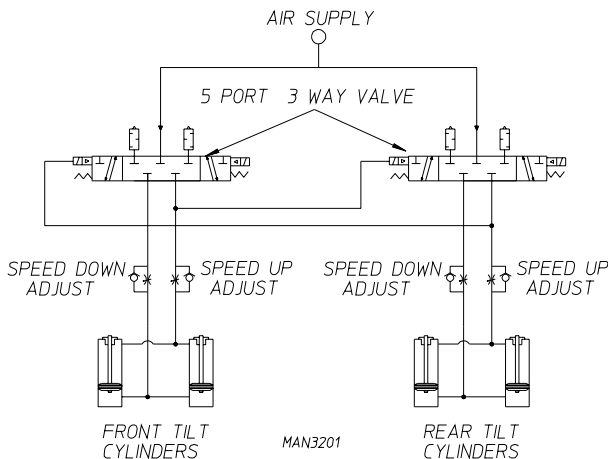 AIR SUPPLY
5 PORT 3 WAY VALVE
SPEED DOWN
ADJUST
SPEED UP
ADJUST
SPEED DOWN
ADJUST
SPEED UP
ADJUST
FRONT TILT
CYLINDERS
MAN3201
REAR TILT
CYLINDERS